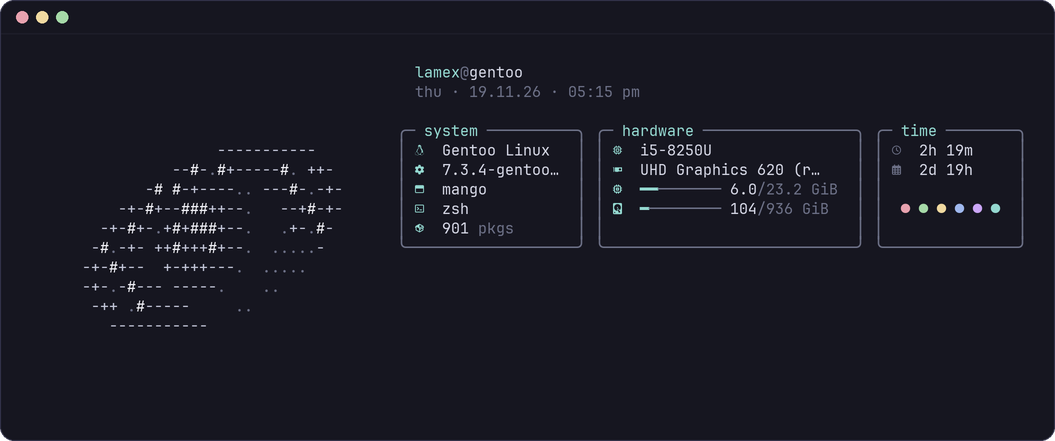 lamex@gentoo
thu · 19.11.26 · 05:15 pm
system
Gentoo Linux
7.3.4-gentoo…
mango
zsh
901 pkgs
hardware
i5-8250U
UHD Graphics 620 (r…
6.0/23.2 GiB
104/936 GiB
time
2h 19m
2d 19h